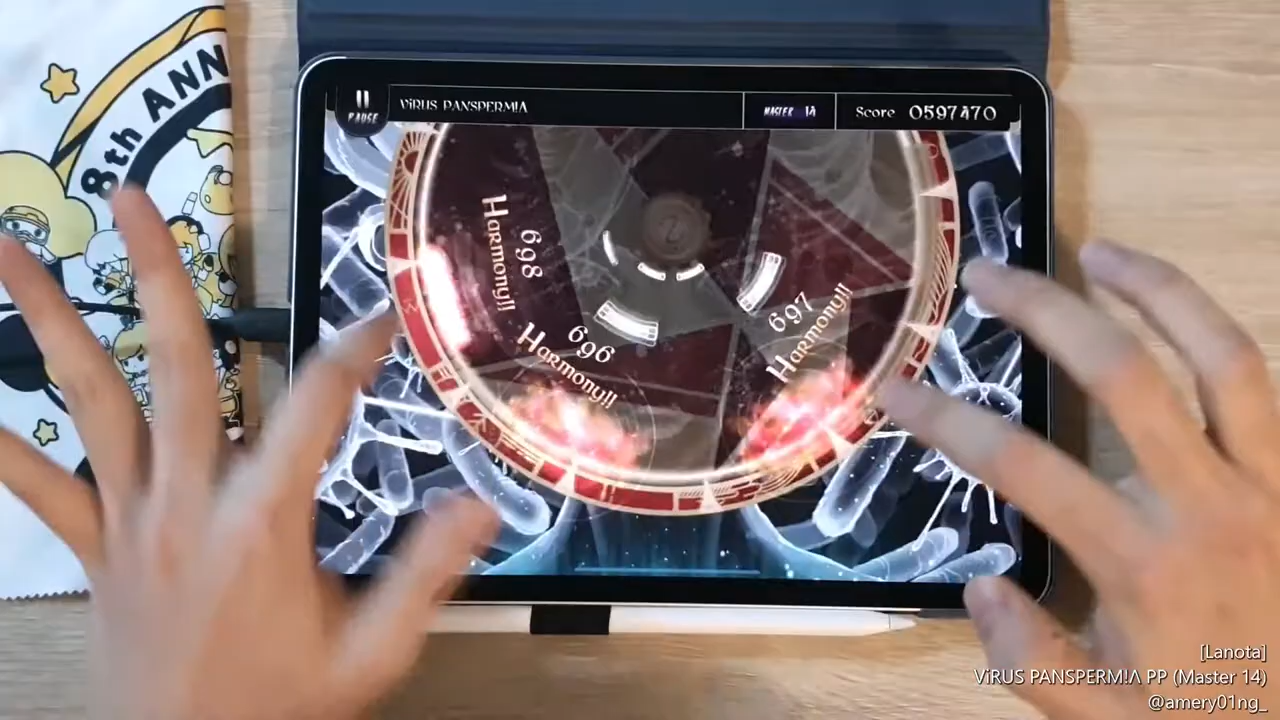 8th ANN
PAUSE
ViRUS PANSPERM!Λ
MASTER 14
Score 0597470
698
Harmony!!
696
Harmony!!
697
Harmony!!
[Lanota]
ViRUS PANSPERM!Λ PP (Master 14)
@amery01ng_